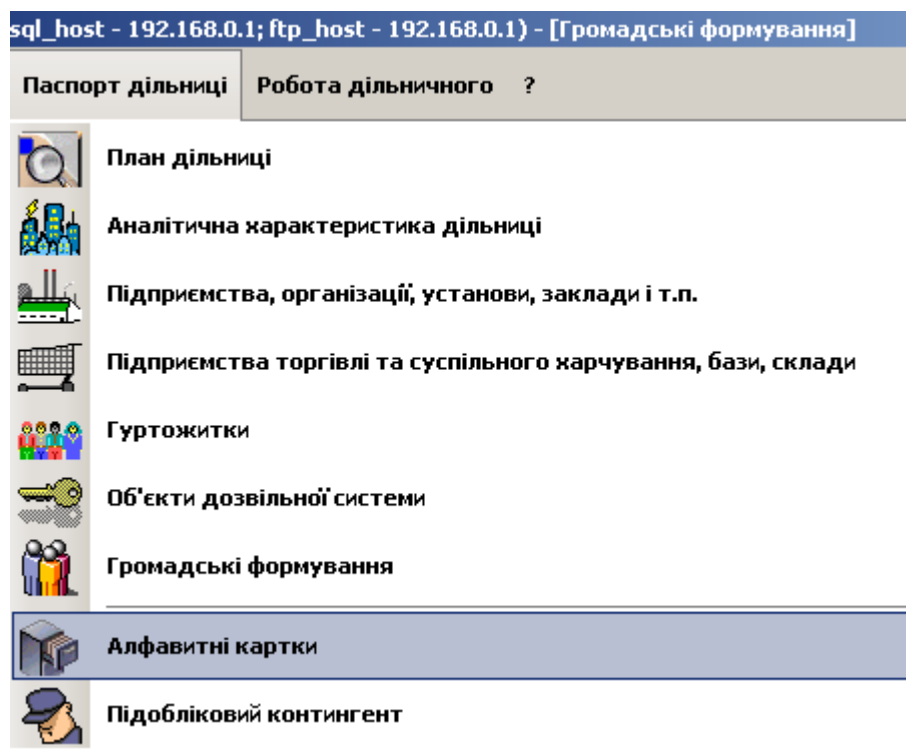 sql_host - 192.168.0.1; ftp_host - 192.168.0.1) - [Громадські формування]
Паспорт дільниці Робота дільничного ?
План дільниці
Аналітична характеристика дільниці
Підприємства, організації, установи, заклади і т.п.
Підприємства торгівлі та суспільного харчування, бази, склади
Гуртожитки
Об'єкти дозвільної системи
Громадські формування
Алфавитні картки
Підобліковий контингент